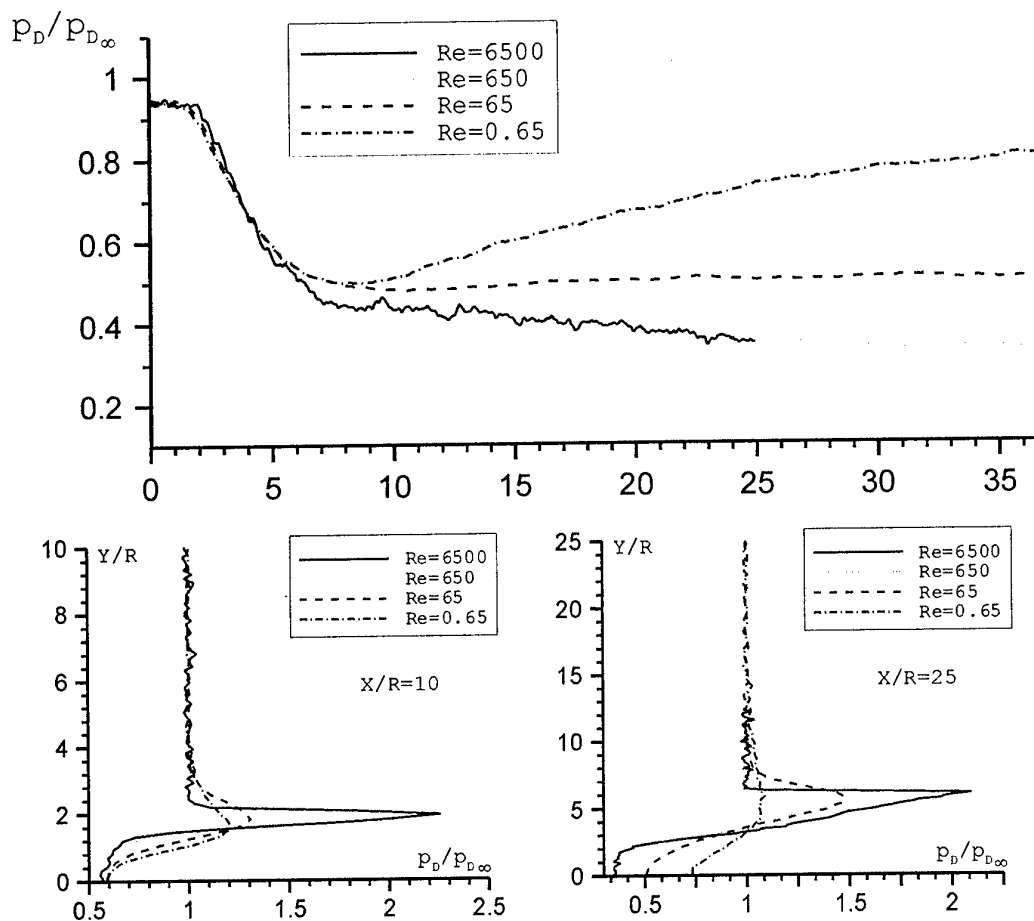 p_D/p_D∞
Re=6500
Re=650
Re=65
Re=0.65
1
0.8
0.6
0.4
0.2
0 5 10 15 20 25 30 35
10 Y/R
Re=6500
Re=650
Re=65
Re=0.65
8
6
X/R=10
4
2
p_D/p_D∞
0
0.5 1 1.5 2 2.5
25 Y/R
Re=6500
Re=650
Re=65
Re=0.65
20
15
X/R=25
10
5
p_D/p_D∞
0
0.5 1 1.5 2